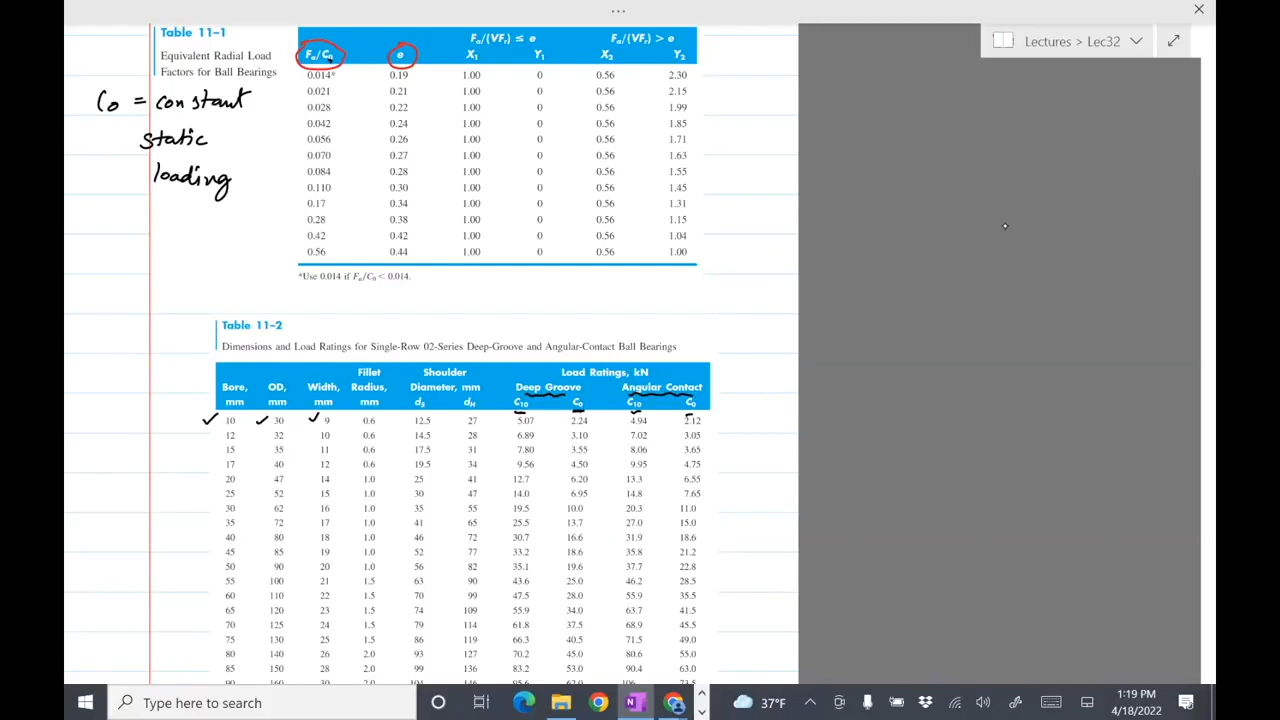 Table 11–1
Equivalent Radial Load
Factors for Ball Bearings
C0 = constant
static
loading
Fa/(VFr) ≤ e Fa/(VFr) > e
Fa/C0 e X1 Y1 X2 Y2
0.014* 0.19 1.00 0 0.56 2.30
0.021 0.21 1.00 0 0.56 2.15
0.028 0.22 1.00 0 0.56 1.99
0.042 0.24 1.00 0 0.56 1.85
0.056 0.26 1.00 0 0.56 1.71
0.070 0.27 1.00 0 0.56 1.63
0.084 0.28 1.00 0 0.56 1.55
0.110 0.30 1.00 0 0.56 1.45
0.17 0.34 1.00 0 0.56 1.31
0.28 0.38 1.00 0 0.56 1.15
0.42 0.42 1.00 0 0.56 1.04
0.56 0.44 1.00 0 0.56 1.00
*Use 0.014 if Fa/C0 < 0.014.
Lectures > Lec32
Table 11–2
Dimensions and Load Ratings for Single-Row 02-Series Deep-Groove and Angular-Contact Ball Bearings
Fillet Shoulder Load Ratings, kN
Bore, OD, Width, Radius, Diameter, mm Deep Groove Angular Contact
mm mm mm mm dS dH C10 C0 C10 C0
10 30 9 0.6 12.5 27 5.07 2.24 4.94 2.12
12 32 10 0.6 14.5 28 6.89 3.10 7.02 3.05
15 35 11 0.6 17.5 31 7.80 3.55 8.06 3.65
17 40 12 0.6 19.5 34 9.56 4.50 9.95 4.75
20 47 14 1.0 25 41 12.7 6.20 13.3 6.55
25 52 15 1.0 30 47 14.0 6.95 14.8 7.65
30 62 16 1.0 35 55 19.5 10.0 20.3 11.0
35 72 17 1.0 41 65 25.5 13.7 27.0 15.0
40 80 18 1.0 46 72 30.7 16.6 31.9 18.6
45 85 19 1.0 52 77 33.2 18.6 35.8 21.2
50 90 20 1.0 56 82 35.1 19.6 37.7 22.8
55 100 21 1.5 63 90 43.6 25.0 46.2 28.5
60 110 22 1.5 70 99 47.5 28.0 55.9 35.5
65 120 23 1.5 74 109 55.9 34.0 63.7 41.5
70 125 24 1.5 79 114 61.8 37.5 68.9 45.5
75 130 25 1.5 86 119 66.3 40.5 71.5 49.0
80 140 26 2.0 93 127 70.2 45.0 80.6 55.0
85 150 28 2.0 99 136 83.2 53.0 90.4 63.0
Type here to search
37°F
1:19 PM
4/18/2022